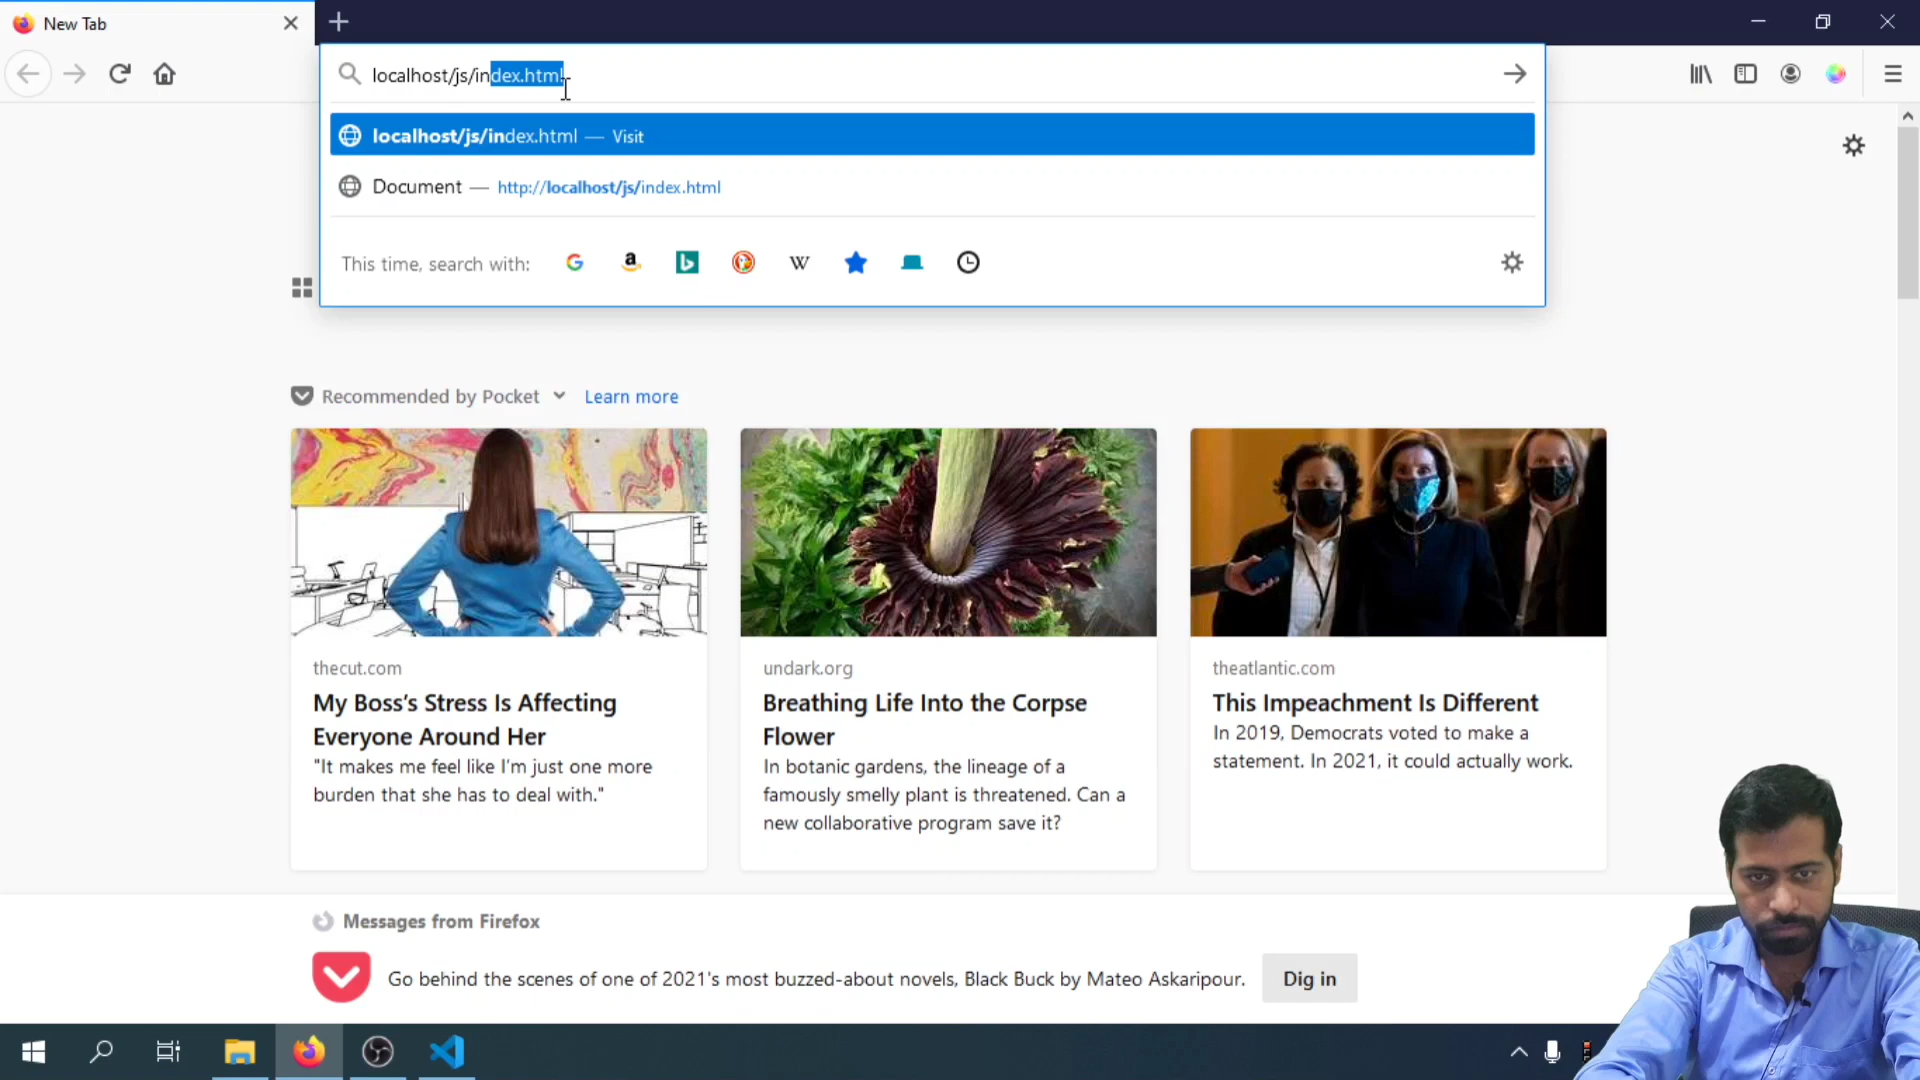 New Tab
localhost/js/index.html
localhost/js/index.html — Visit
Document — http://localhost/js/index.html
This time, search with:
Recommended by Pocket
Learn more
thecut.com
My Boss's Stress Is Affecting
Everyone Around Her
"It makes me feel like I'm just one more
burden that she has to deal with."
undark.org
Breathing Life Into the Corpse
Flower
In botanic gardens, the lineage of a
famously smelly plant is threatened. Can a
new collaborative program save it?
theatlantic.com
This Impeachment Is Different
In 2019, Democrats voted to make a
statement. In 2021, it could actually work.
Messages from Firefox
Go behind the scenes of one of 2021's most buzzed-about novels, Black Buck by Mateo Askaripour.
Dig in